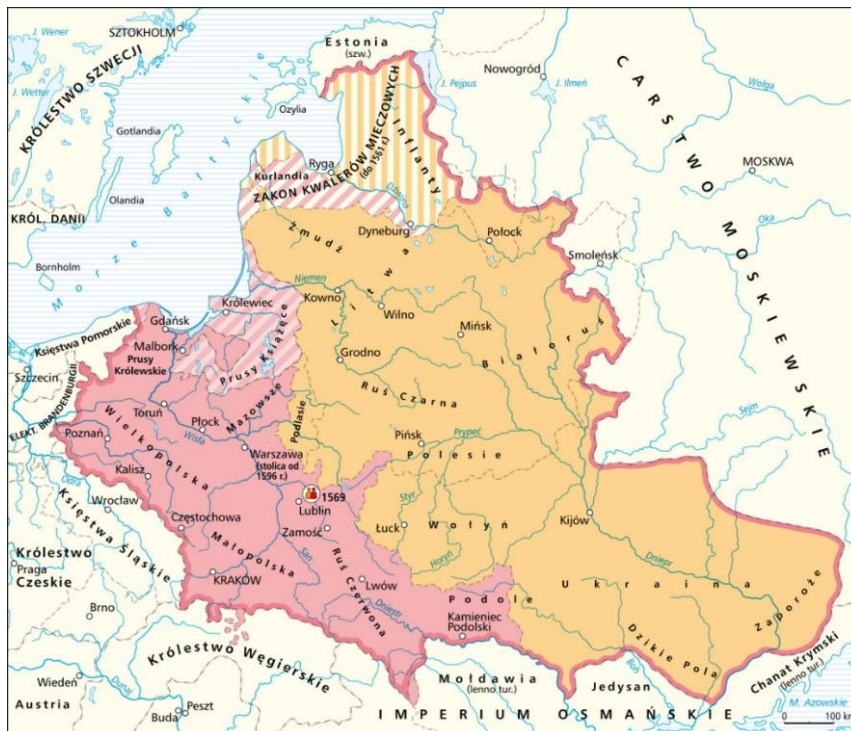 SZTOKHOLM
J. Wener
J. Wetter
KRÓLESTWO SZWECJI
Gotlandia
Olandia
KRÓL. DANII
Bornholm
Morze Bałtyckie
Estonia
(szw.)
Ozylia
J. Pejpus
Nowogród
J. Ilmeń
Wołga
CARSTWO MOSKIEWSKIE
MOSKWA
Oka
Ryga
Kurlandia
ZAKON KAWALERÓW MIECZOWYCH
(do 1561 r.)
Inflanty
Dźwina
Dyneburg
Połock
Smoleńsk
Żmudź
Litwa
Niemen
Kowno
Wilno
Mińsk
Białoruś
Królewiec
Gdańsk
Księstwa Pomorskie
Malbork
Prusy
Królewskie
Prusy Książęce
Grodno
Ruś Czarna
Szczecin
ELEKT. BRANDENBURGII
Toruń
Płock
Mazowsze
Podlasie
Wisła
Poznań
Wielkopolska
Warszawa
(stolica od
1596 r.)
Pińsk
Prypeć
Polesie
Sejm
Kalisz
Odra
Wrocław
Księstwa Śląskie
1569
Lublin
Styr
Łuck
Wołyń
Kijów
Częstochowa
Zamość
Małopolska
San
Horyń
Dniepr
Królestwo
Czeskie
Praga
KRAKÓW
Lwów
Ruś Czerwona
Ukraina
Zaporoże
Brno
Dniestr
Podole
Kamieniec
Podolski
Dzikie Pola
Królestwo Węgierskie
Wiedeń
Dunaj
Austria
Buda
Peszt
Mołdawia
(lenno tur.)
Boh
Jedysan
Chanat Krymski
(lenno tur.)
M. Azowskie
IMPERIUM OSMAŃSKIE
0 100 km